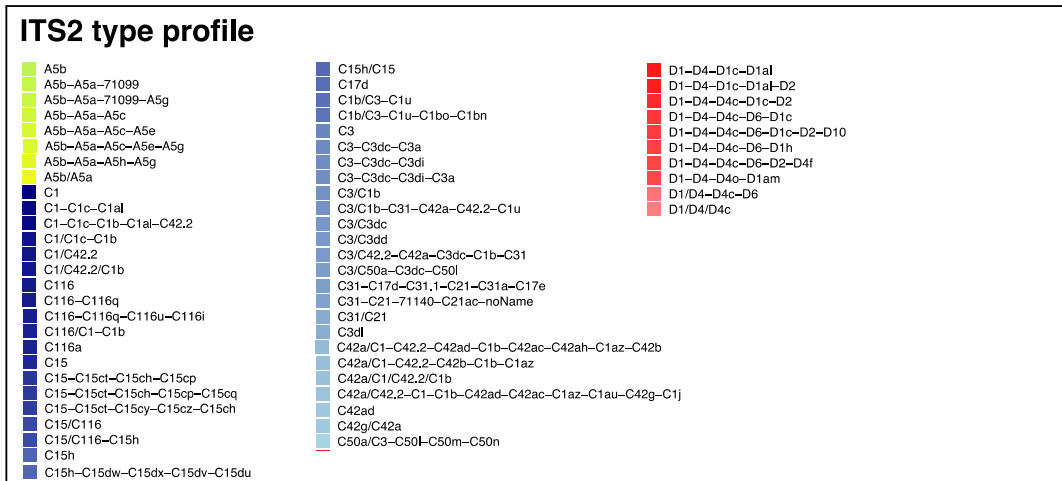 ITS2 type profile
A5b
A5b–A5a–71099
A5b–A5a–71099–A5g
A5b–A5a–A5c
A5b–A5a–A5c–A5e
A5b–A5a–A5c–A5e–A5g
A5b–A5a–A5h–A5g
A5b/A5a
C1
C1–C1c–C1al
C1–C1c–C1b–C1al–C42.2
C1/C1c–C1b
C1/C42.2
C1/C42.2/C1b
C116
C116–C116q
C116–C116q–C116u–C116i
C116/C1–C1b
C116a
C15
C15–C15ct–C15ch–C15cp
C15–C15ct–C15ch–C15cp–C15cq
C15–C15ct–C15cy–C15cz–C15ch
C15/C116
C15/C116–C15h
C15h
C15h–C15dw–C15dx–C15dv–C15du
C15h/C15
C17d
C1b/C3–C1u
C1b/C3–C1u–C1bo–C1bn
C3
C3–C3dc–C3a
C3–C3dc–C3di
C3–C3dc–C3di–C3a
C3/C1b
C3/C1b–C31–C42a–C42.2–C1u
C3/C3dc
C3/C3dd
C3/C42.2–C42a–C3dc–C1b–C31
C3/C50a–C3dc–C50l
C31–C17d–C31.1–C21–C31a–C17e
C31–C21–71140–C21ac–noName
C31/C21
C3dl
C42a/C1–C42.2–C42ad–C1b–C42ac–C42ah–C1az–C42b
C42a/C1–C42.2–C42b–C1b–C1az
C42a/C1/C42.2/C1b
C42a/C42.2–C1–C1b–C42ad–C42ac–C1az–C1au–C42g–C1j
C42ad
C42g/C42a
C50a/C3–C50l–C50m–C50n
D1–D4–D1c–D1al
D1–D4–D1c–D1al–D2
D1–D4–D4c–D1c–D2
D1–D4–D4c–D6–D1c
D1–D4–D4c–D6–D1c–D2–D10
D1–D4–D4c–D6–D1h
D1–D4–D4c–D6–D2–D4f
D1–D4–D4o–D1am
D1/D4–D4c–D6
D1/D4/D4c